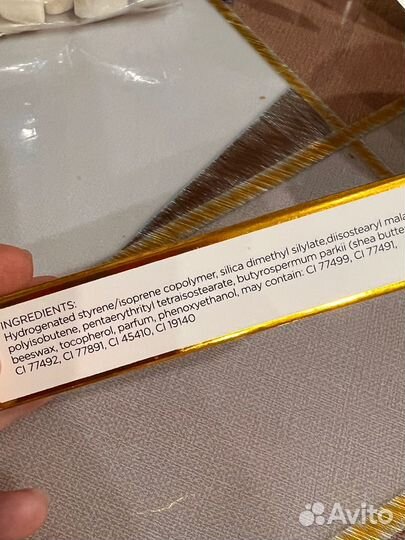 INGREDIENTS:
Hydrogenated styrene/isoprene copolymer, silica dimethyl silylate,diisostearyl mala
polyisobutene, pentaerythrityl tetraisostearate, butyrospermum parkii (shea butte
beeswax, tocopherol, parfum, phenoxyethanol, may contain: CI 77499, CI 77491,
CI 77492, CI 77891, CI 45410, CI 19140
Avito